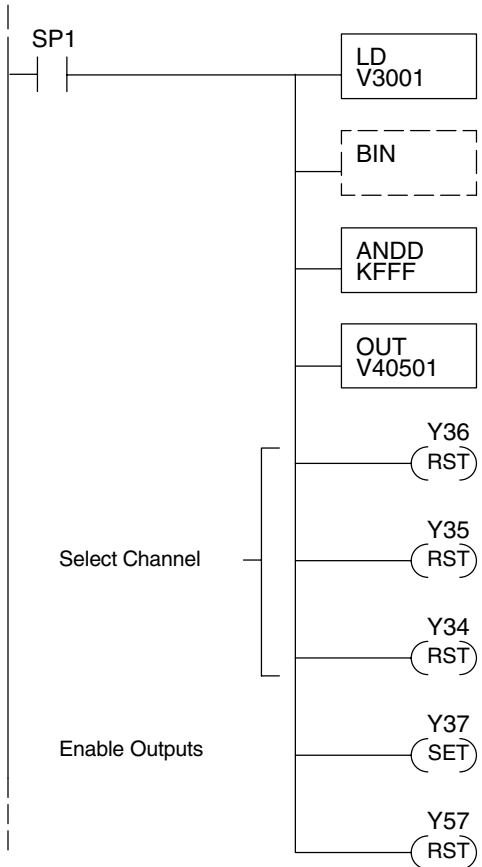 SP1
LD
V3001
BIN
ANDD
KFFF
OUT
V40501
Y36
RST
Select Channel
Y35
RST
Y34
RST
Enable Outputs
Y37
SET
Y57
RST